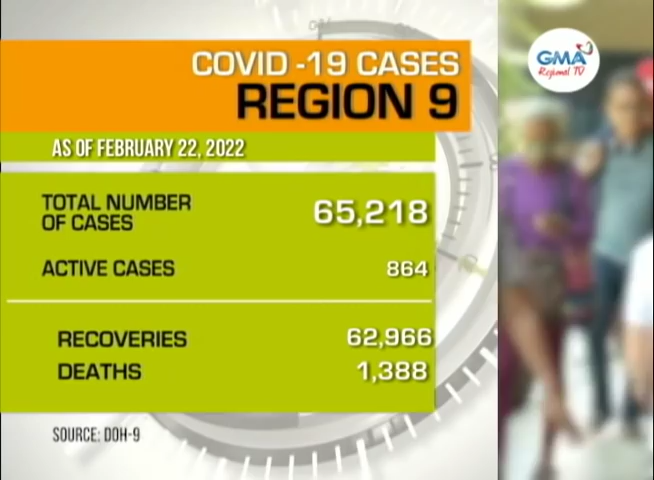 GMA
Regional TV
COVID -19 CASES
REGION 9
AS OF FEBRUARY 22, 2022
TOTAL NUMBER
OF CASES
65,218
ACTIVE CASES 864
RECOVERIES 62,966
DEATHS 1,388
SOURCE: DOH-9